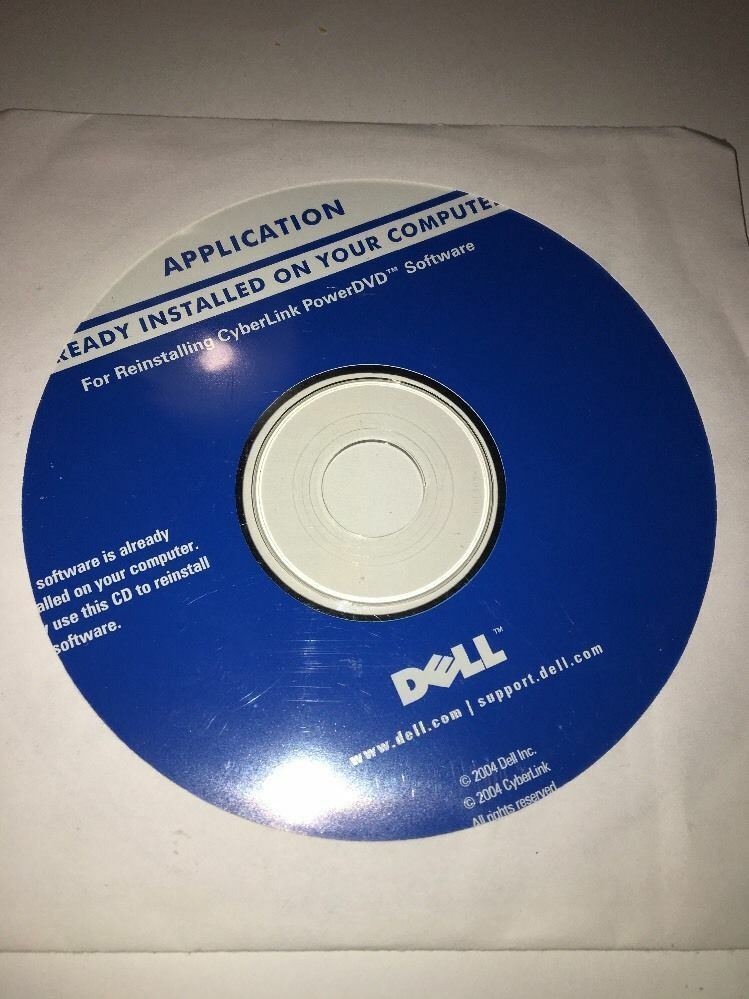 APPLICATION
READY INSTALLED ON YOUR COMPUTE
For Reinstalling CyberLink PowerDVD™ Software
software is already
alled on your computer.
use this CD to reinstall
software.
DELL™
www.dell.com | support.dell.com
© 2004 Dell Inc.
© 2004 CyberLink
All rights reserved